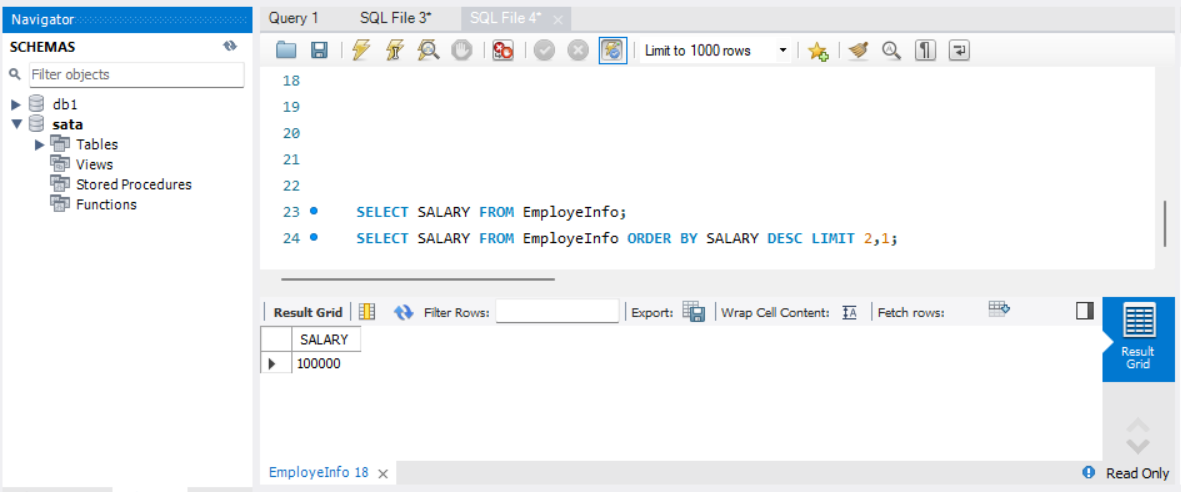 Navigator
SCHEMAS
Filter objects
db1
sata
Tables
Views
Stored Procedures
Functions
Query 1 SQL File 3* SQL File 4* ×
Limit to 1000 rows
18
19
20
21
22
23 SELECT SALARY FROM EmployeInfo;
24 SELECT SALARY FROM EmployeInfo ORDER BY SALARY DESC LIMIT 2,1;
Result Grid Filter Rows: Export: Wrap Cell Content: Fetch rows:
SALARY
100000
Result
Grid
EmployeInfo 18 ×
Read Only